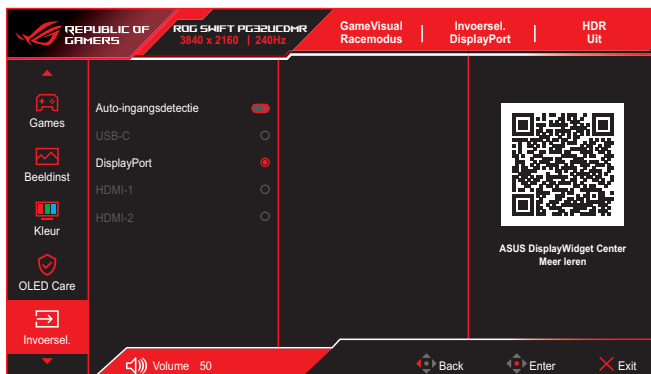 REPUBLIC OF
GAMERS
ROG SWIFT PG32UCDMR
3840 x 2160 | 240Hz
GameVisual
Racemodus
Invoersel.
DisplayPort
HDR
Uit
Games
Beeldinst
Kleur
OLED Care
Invoersel.
Auto-ingangsdetectie
USB-C
DisplayPort
HDMI-1
HDMI-2
ASUS DisplayWidget Center
Meer leren
Volume 50
Back
Enter
Exit